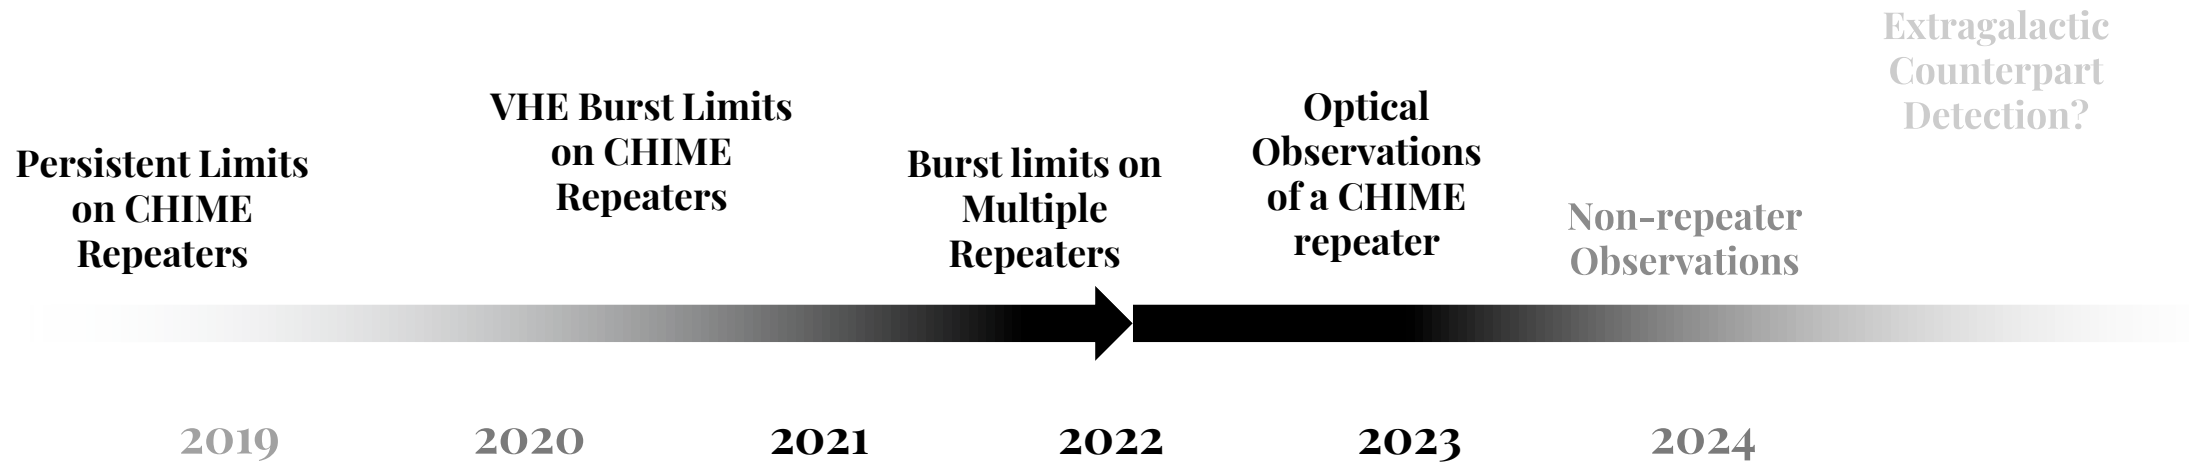 Persistent Limits
on CHIME
Repeaters
VHE Burst Limits
on CHIME
Repeaters
Burst limits on
Multiple
Repeaters
Optical
Observations
of a CHIME
repeater
Non-repeater
Observations
Extragalactic
Counterpart
Detection?
2019
2020
2021
2022
2023
2024